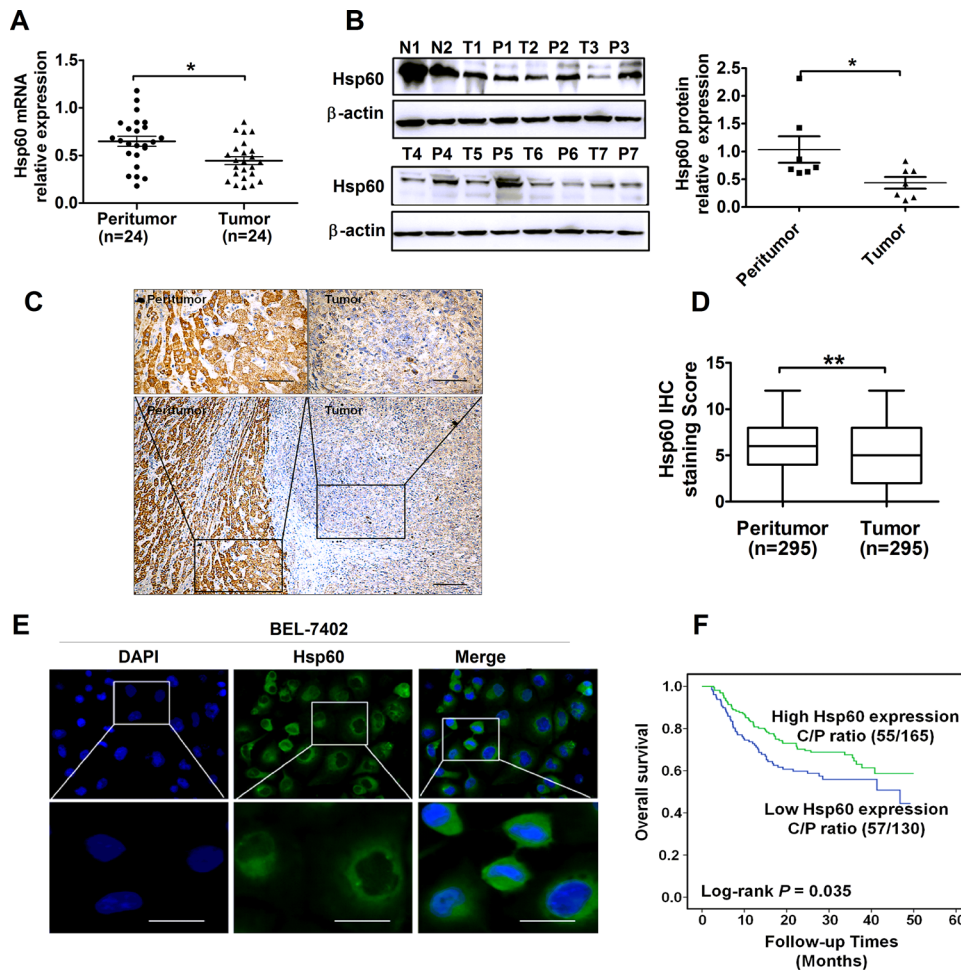 A
Hsp60 mRNA
relative expression
1.5
1.0
0.5
0.0
*
Peritumor
(n=24)
Tumor
(n=24)
B
N1 N2 T1 P1 T2 P2 T3 P3
Hsp60
β-actin
T4 P4 T5 P5 T6 P6 T7 P7
Hsp60
β-actin
Hsp60 protein
relative expression
2.5
2.0
1.5
1.0
0.5
0.0
*
Peritumor
Tumor
C
Peritumor
Tumor
Peritumor
Tumor
D
Hsp60 IHC
staining Score
15
10
5
0
**
Peritumor
(n=295)
Tumor
(n=295)
E
BEL-7402
DAPI
Hsp60
Merge
F
Overall survival
1.0
0.8
0.6
0.4
0.2
0.0
High Hsp60 expression
C/P ratio (55/165)
Low Hsp60 expression
C/P ratio (57/130)
Log-rank P = 0.035
0 10 20 30 40 50 60
Follow-up Times
(Months)